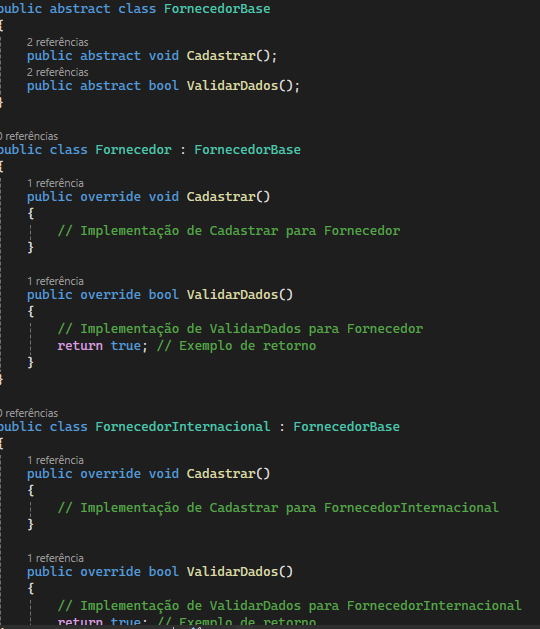 public abstract class FornecedorBase
{
2 referências
public abstract void Cadastrar();
2 referências
public abstract bool ValidarDados();
}
0 referências
public class Fornecedor : FornecedorBase
{
1 referência
public override void Cadastrar()
{
// Implementação de Cadastrar para Fornecedor
}
1 referência
public override bool ValidarDados()
{
// Implementação de ValidarDados para Fornecedor
return true; // Exemplo de retorno
}
}
0 referências
public class FornecedorInternacional : FornecedorBase
{
1 referência
public override void Cadastrar()
{
// Implementação de Cadastrar para FornecedorInternacional
}
1 referência
public override bool ValidarDados()
{
// Implementação de ValidarDados para FornecedorInternacional
return true; // Exemplo de retorno